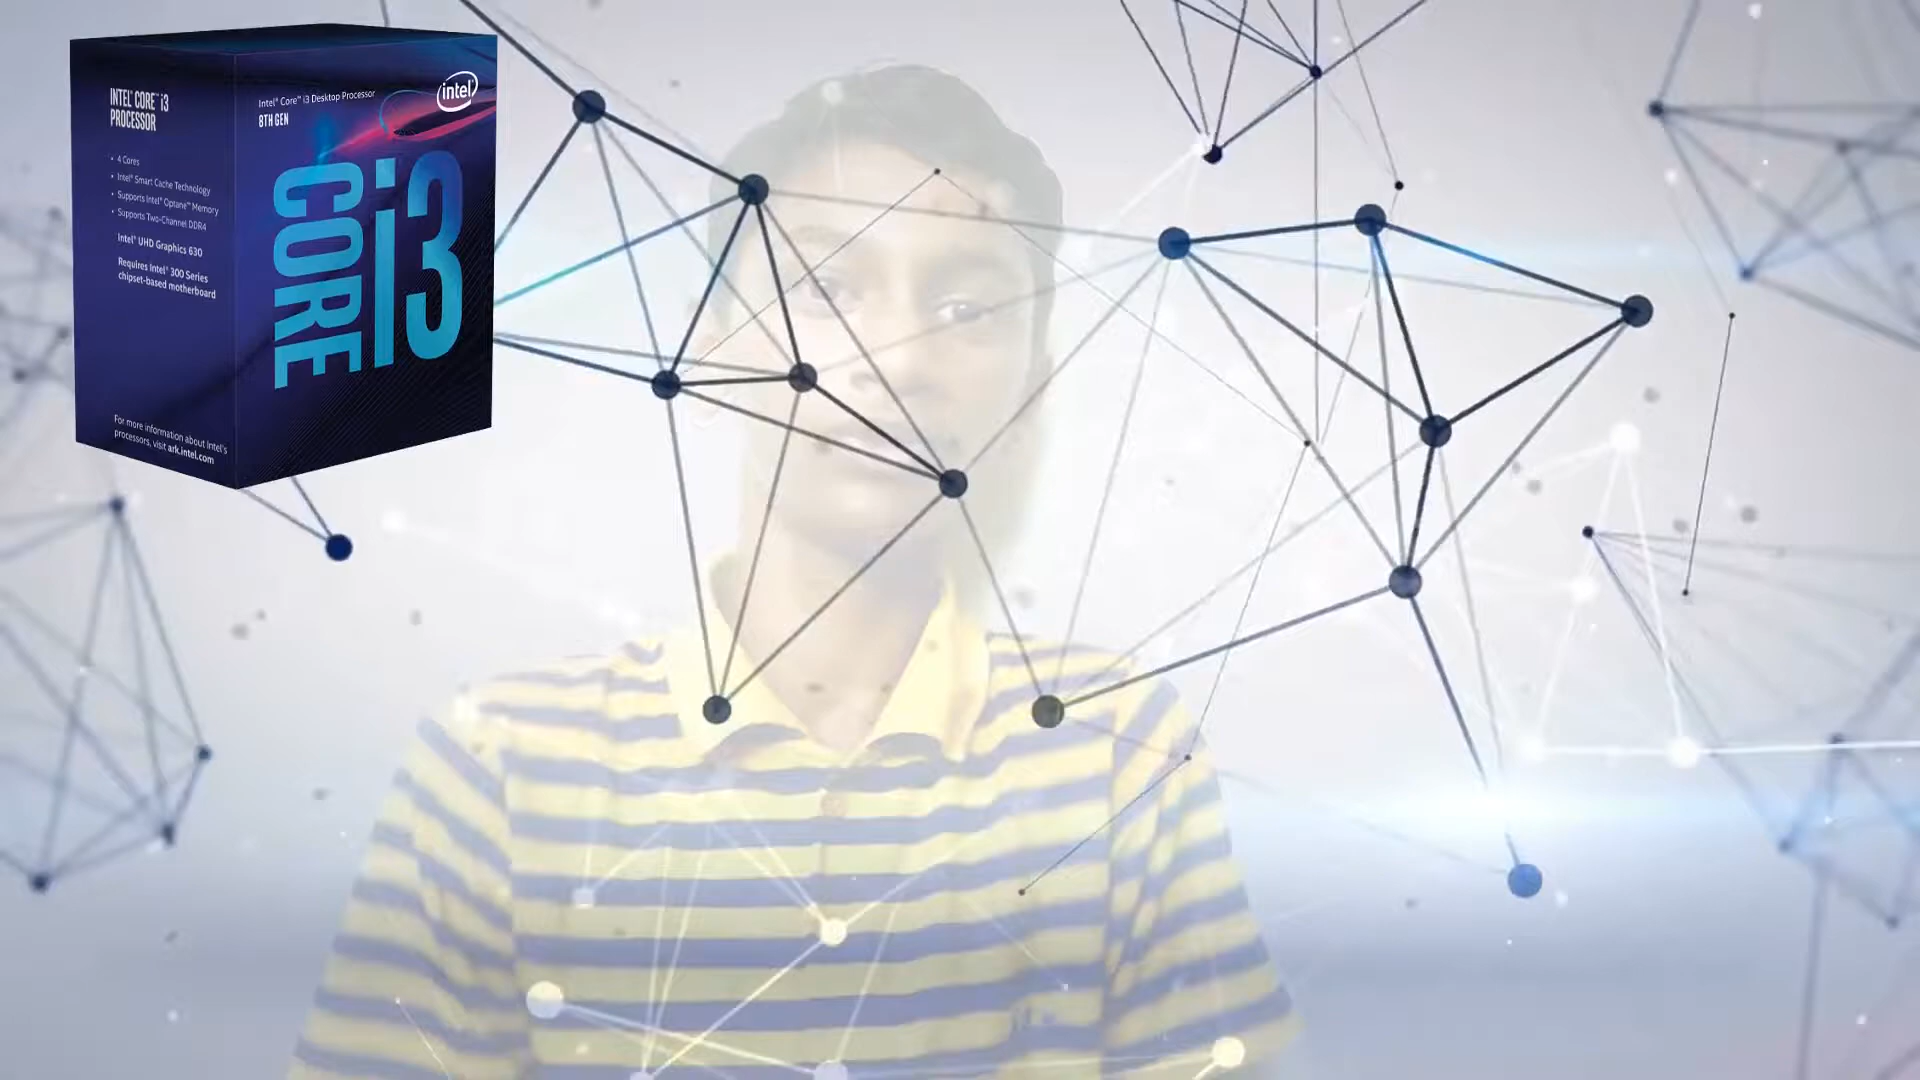 INTEL® CORE™ i3
PROCESSOR
• 4 Cores
• Intel® Smart Cache Technology
• Supports Intel® Optane™ Memory
• Supports Two-Channel DDR4
Intel® UHD Graphics 630
Requires Intel® 300 Series
chipset-based motherboard
For more information about Intel's
processors, visit ark.intel.com
Intel® Core™ i3 Desktop Processor
8TH GEN
intel
CORE
i3